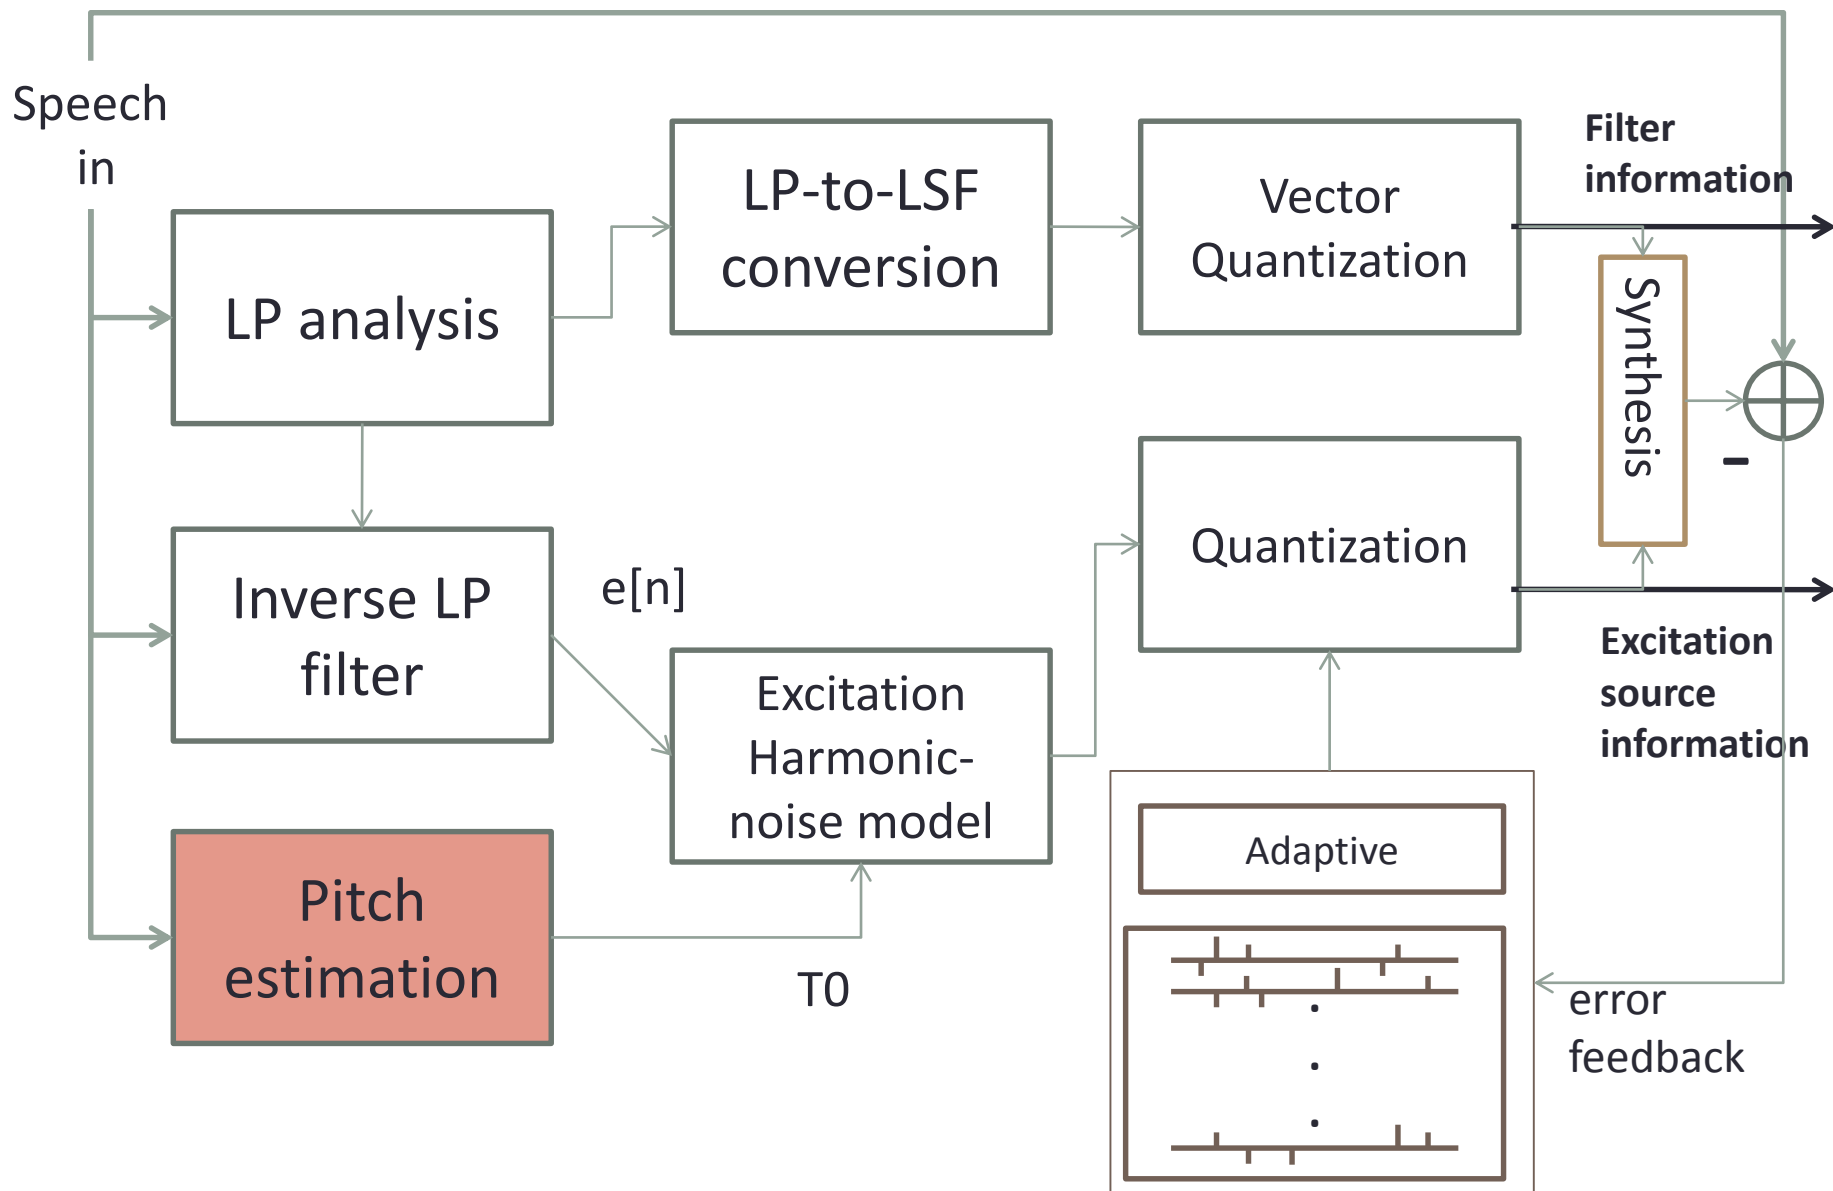 Speech
in
LP analysis
LP-to-LSF
conversion
Vector
Quantization
Filter
information
Synthesis
-
Inverse LP
filter
e[n]
Excitation
Harmonic-
noise model
Quantization
Excitation
source
information
Pitch
estimation
T0
Adaptive
error
feedback